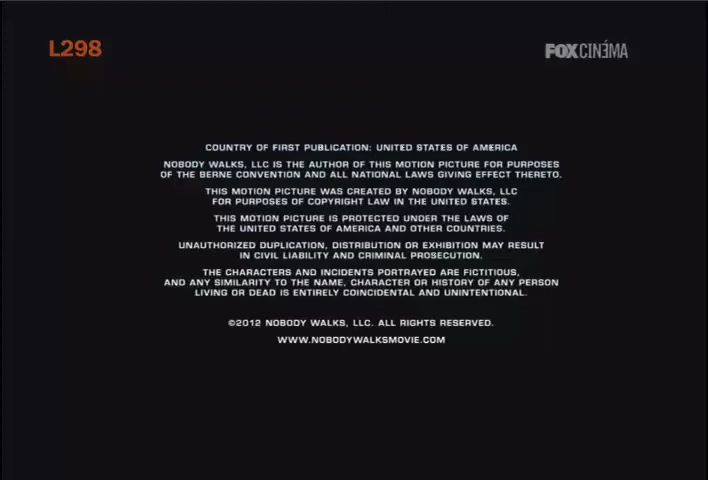 L298
FOXCINÉMA
COUNTRY OF FIRST PUBLICATION: UNITED STATES OF AMERICA
NOBODY WALKS, LLC IS THE AUTHOR OF THIS MOTION PICTURE FOR PURPOSES
OF THE BERNE CONVENTION AND ALL NATIONAL LAWS GIVING EFFECT THERETO.
THIS MOTION PICTURE WAS CREATED BY NOBODY WALKS, LLC
FOR PURPOSES OF COPYRIGHT LAW IN THE UNITED STATES.
THIS MOTION PICTURE IS PROTECTED UNDER THE LAWS OF
THE UNITED STATES OF AMERICA AND OTHER COUNTRIES.
UNAUTHORIZED DUPLICATION, DISTRIBUTION OR EXHIBITION MAY RESULT
IN CIVIL LIABILITY AND CRIMINAL PROSECUTION.
THE CHARACTERS AND INCIDENTS PORTRAYED ARE FICTITIOUS,
AND ANY SIMILARITY TO THE NAME, CHARACTER OR HISTORY OF ANY PERSON
LIVING OR DEAD IS ENTIRELY COINCIDENTAL AND UNINTENTIONAL.
©2012 NOBODY WALKS, LLC. ALL RIGHTS RESERVED.
WWW.NOBODYWALKSMOVIE.COM